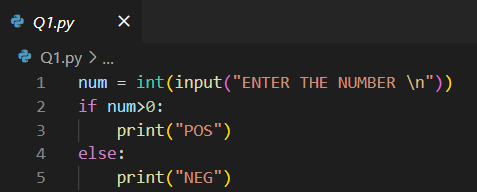 Q1.py ×
Q1.py > ...
1 num = int(input("ENTER THE NUMBER \n"))
2 if num>0:
3     print("POS")
4 else:
5     print("NEG")